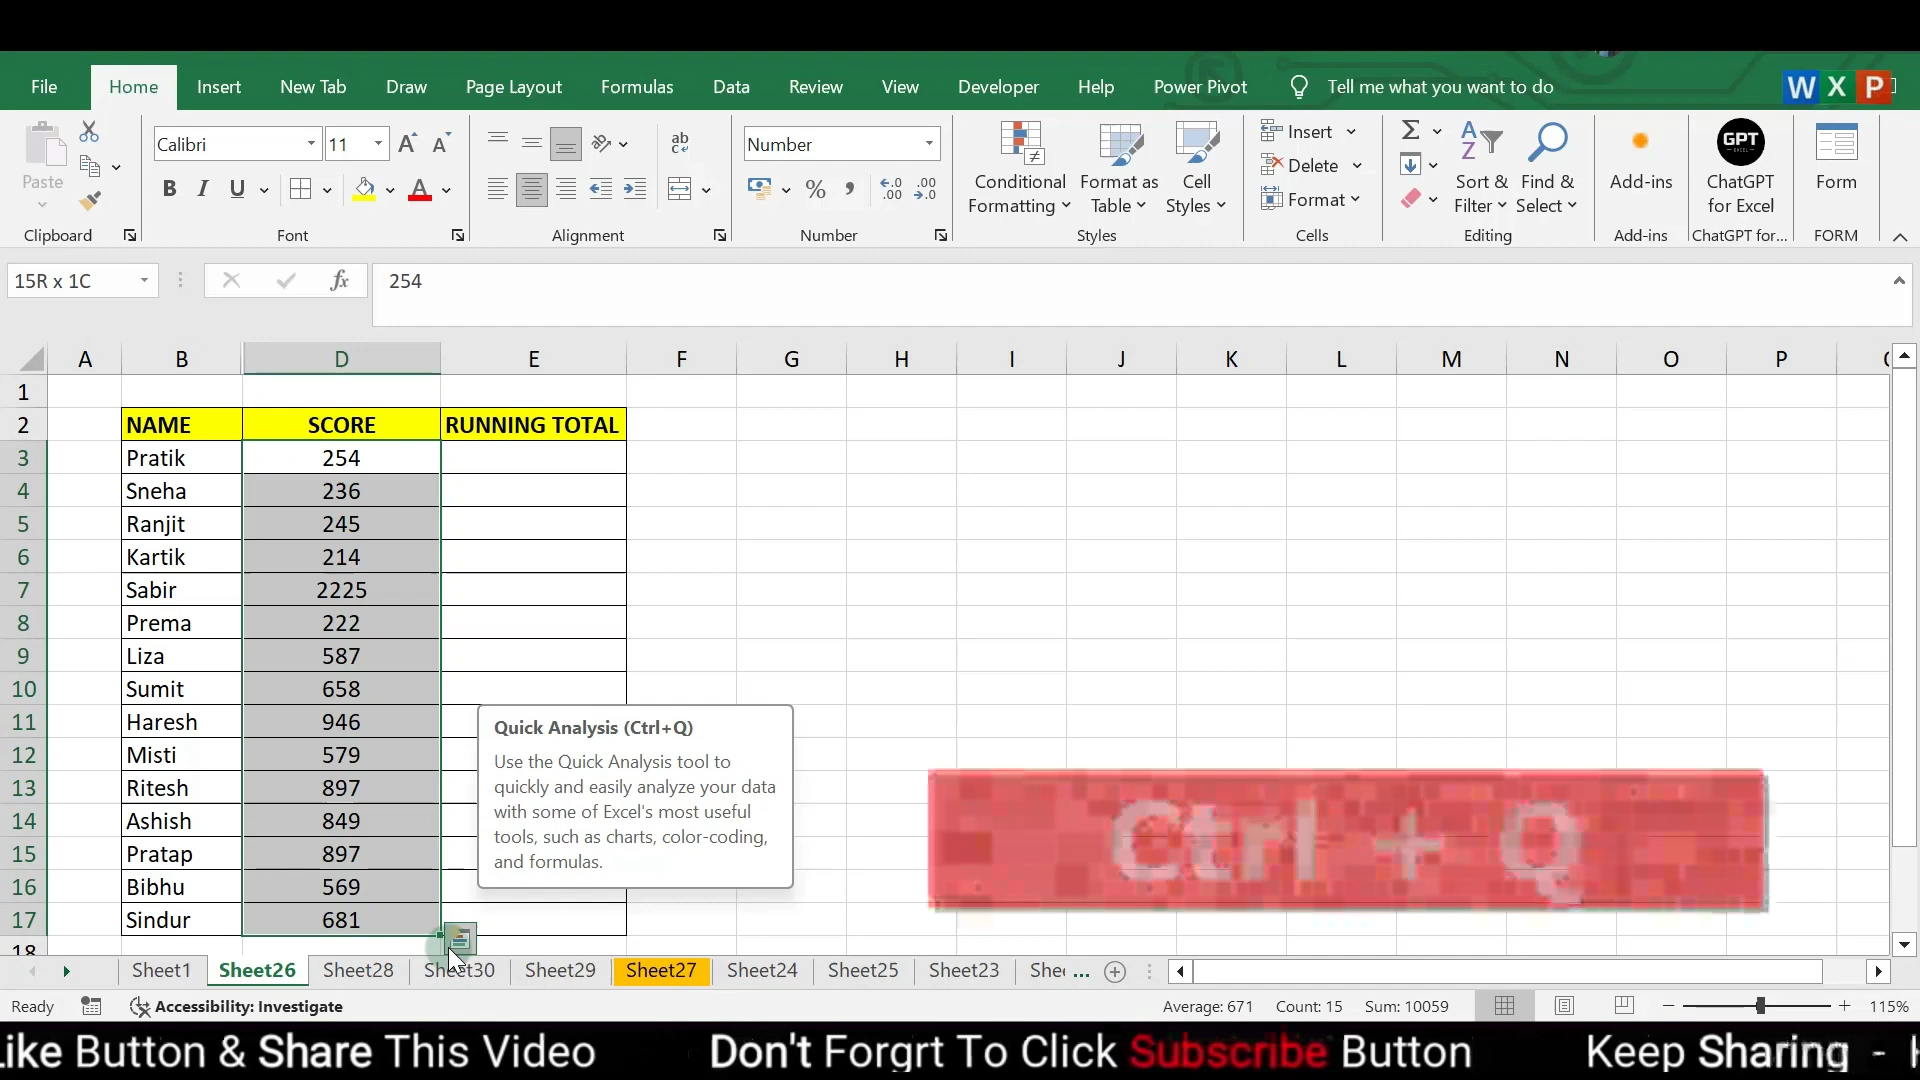 File Home Insert New Tab Draw Page Layout Formulas Data Review View Developer Help Power Pivot Tell me what you want to do W X P
Paste
Calibri 11
B I U A
ab
Number
% , .00
Conditional Formatting
Format as Table
Cell Styles
Insert
Delete
Format
Sort & Filter
Find & Select
Add-ins
GPT
ChatGPT for Excel
Form
Clipboard Font Alignment Number Styles Cells Editing Add-ins ChatGPT for... FORM
15R x 1C fx 254
A B D E F G H I J K L M N O P
1
2 NAME SCORE RUNNING TOTAL
3 Pratik 254
4 Sneha 236
5 Ranjit 245
6 Kartik 214
7 Sabir 2225
8 Prema 222
9 Liza 587
10 Sumit 658
11 Haresh 946
12 Misti 579
13 Ritesh 897
14 Ashish 849
15 Pratap 897
16 Bibhu 569
17 Sindur 681
18
Quick Analysis (Ctrl+Q)
Use the Quick Analysis tool to
quickly and easily analyze your data
with some of Excel's most useful
tools, such as charts, color-coding,
and formulas.
Ctrl + Q
Sheet1 Sheet26 Sheet28 Sheet30 Sheet29 Sheet27 Sheet24 Sheet25 Sheet23 She ...
Ready Accessibility: Investigate Average: 671 Count: 15 Sum: 10059 115%
Like Button & Share This Video Don't Forgrt To Click Subscribe Button Keep Sharing -